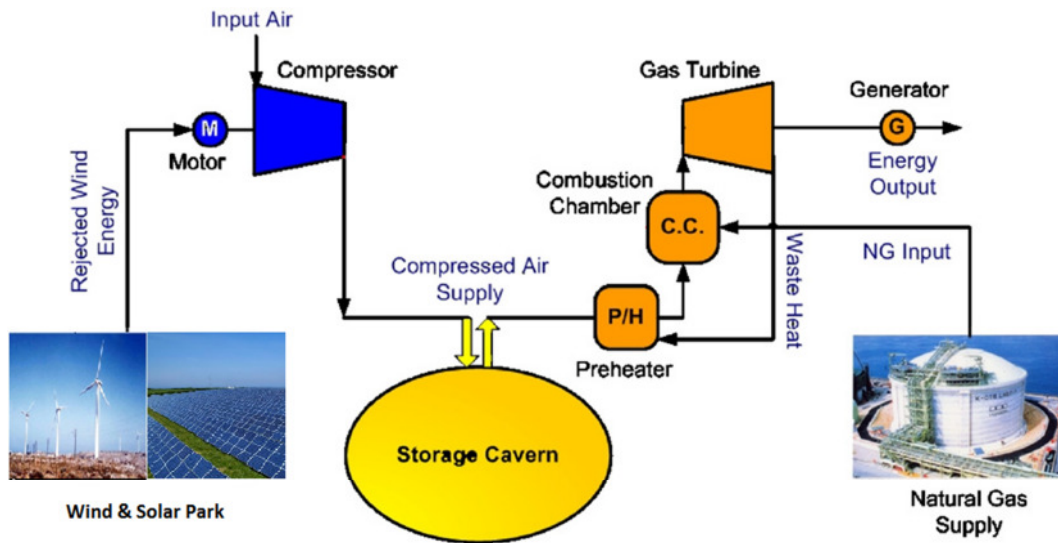 Input Air
Compressor
M
Motor
Rejected Wind
Energy
Wind & Solar Park
Compressed Air
Supply
Storage Cavern
P/H
Preheater
Combustion
Chamber
C.C.
Gas Turbine
Waste Heat
Generator
G
Energy
Output
NG Input
Natural Gas
Supply